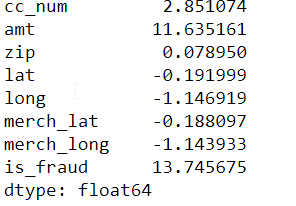 cc_num 2.851074
amt 11.635161
zip 0.078950
lat -0.191999
long -1.146919
merch_lat -0.188097
merch_long -1.143933
is_fraud 13.745675
dtype: float64